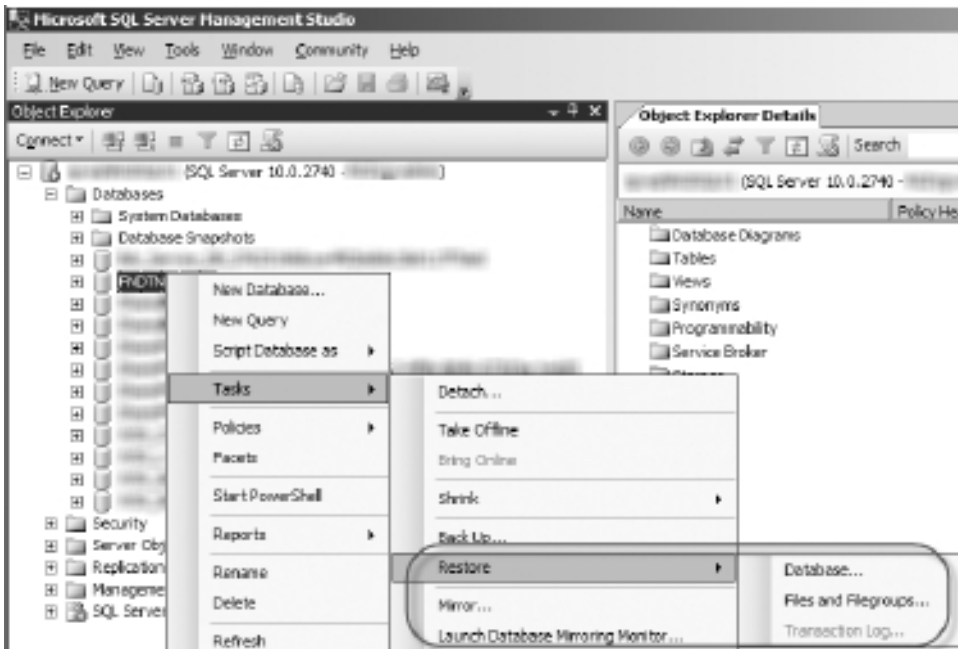 Microsoft SQL Server Management Studio
File Edit View Tools Window Community Help
New Query
Object Explorer
Connect
(SQL Server 10.0.2740 - )
Databases
System Databases
Database Snapshots
FNDTN
Security
Server Obj
Replication
Manageme
SQL Server
New Database...
New Query
Script Database as
Tasks
Policies
Facets
Start PowerShell
Reports
Rename
Delete
Refresh
Detach...
Take Offline
Bring Online
Shrink
Back Up...
Restore
Mirror...
Launch Database Mirroring Monitor...
Database...
Files and Filegroups...
Transaction Log...
Object Explorer Details
Search
(SQL Server 10.0.2740 -
Name Policy He
Database Diagrams
Tables
Views
Synonyms
Programmability
Service Broker